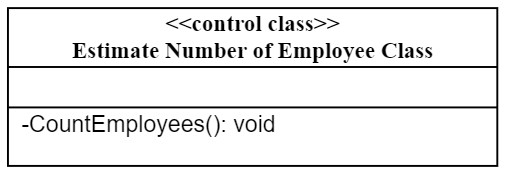 <<control class>>
Estimate Number of Employee Class
-CountEmployees(): void